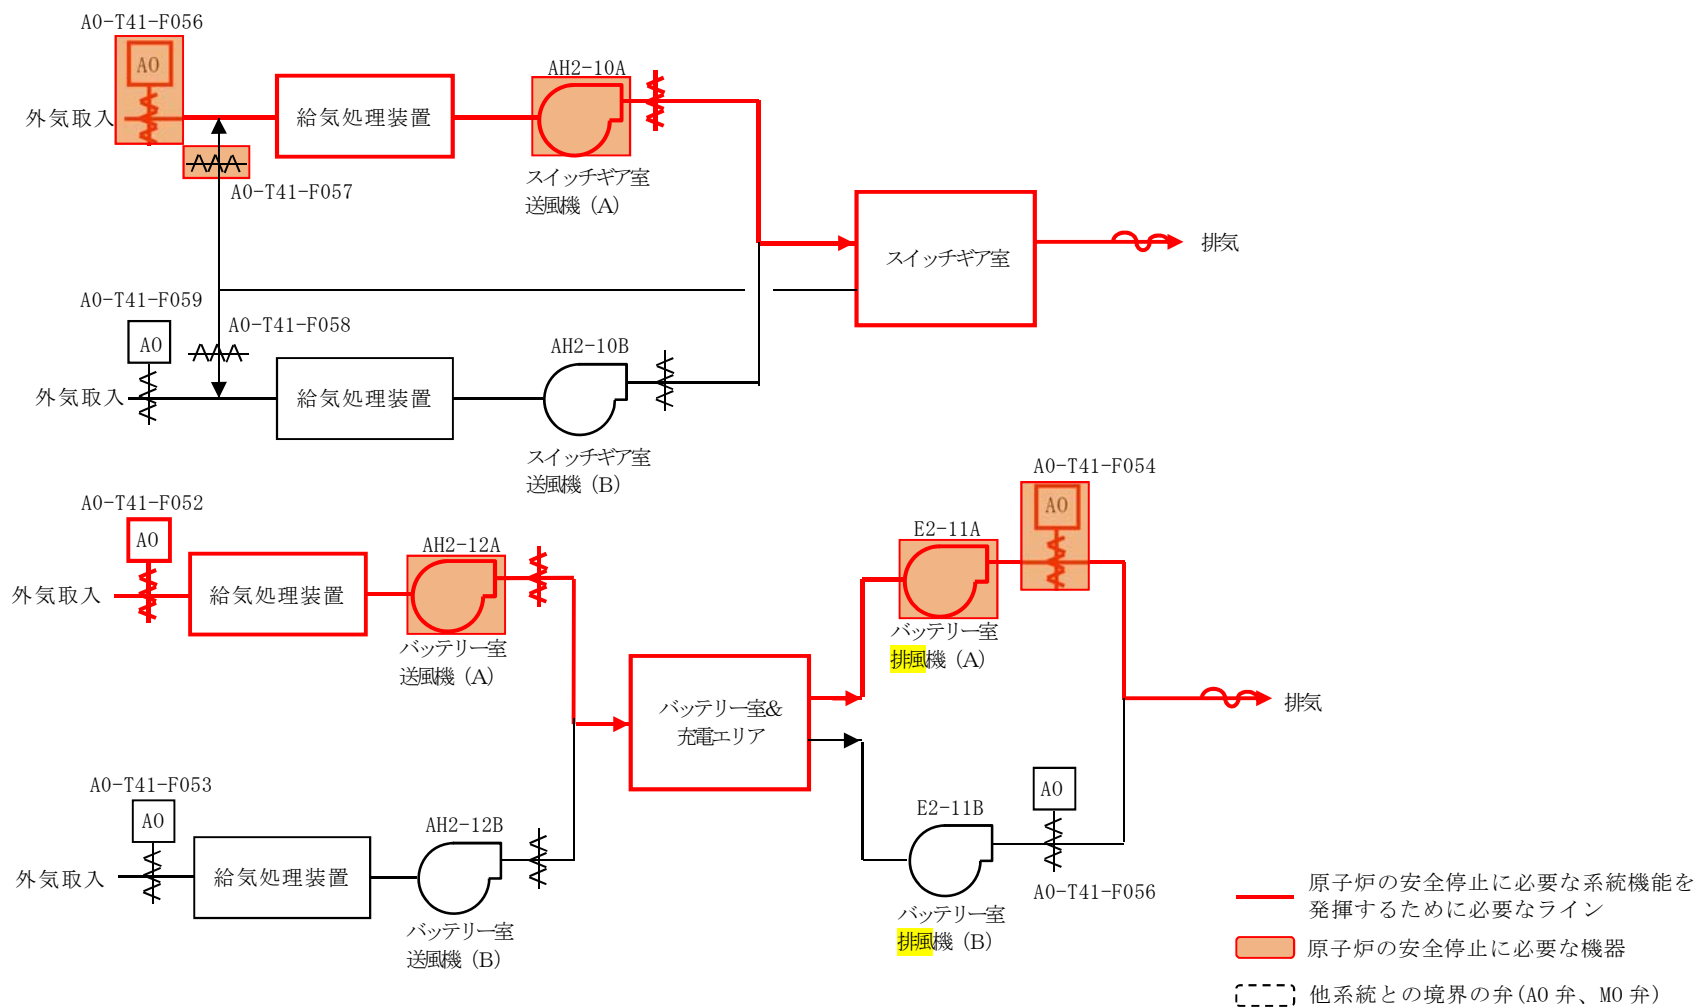 AO-T41-F056
AO
外気取入
給気処理装置
AH2-10A
スイッチギア室
送風機（A）
AO-T41-F057
スイッチギア室
排気
AO-T41-F059
AO
AO-T41-F058
外気取入
給気処理装置
AH2-10B
スイッチギア室
送風機（B）
AO-T41-F052
AO
外気取入
給気処理装置
AH2-12A
バッテリー室
送風機（A）
E2-11A
バッテリー室
排風機（A）
AO-T41-F054
AO
バッテリー室&
充電エリア
排気
AO-T41-F053
AO
外気取入
給気処理装置
AH2-12B
バッテリー室
送風機（B）
E2-11B
バッテリー室
排風機（B）
AO
AO-T41-F056
原子炉の安全停止に必要な系統機能を
発揮するために必要なライン
原子炉の安全停止に必要な機器
他系統との境界の弁(AO 弁、MO 弁)